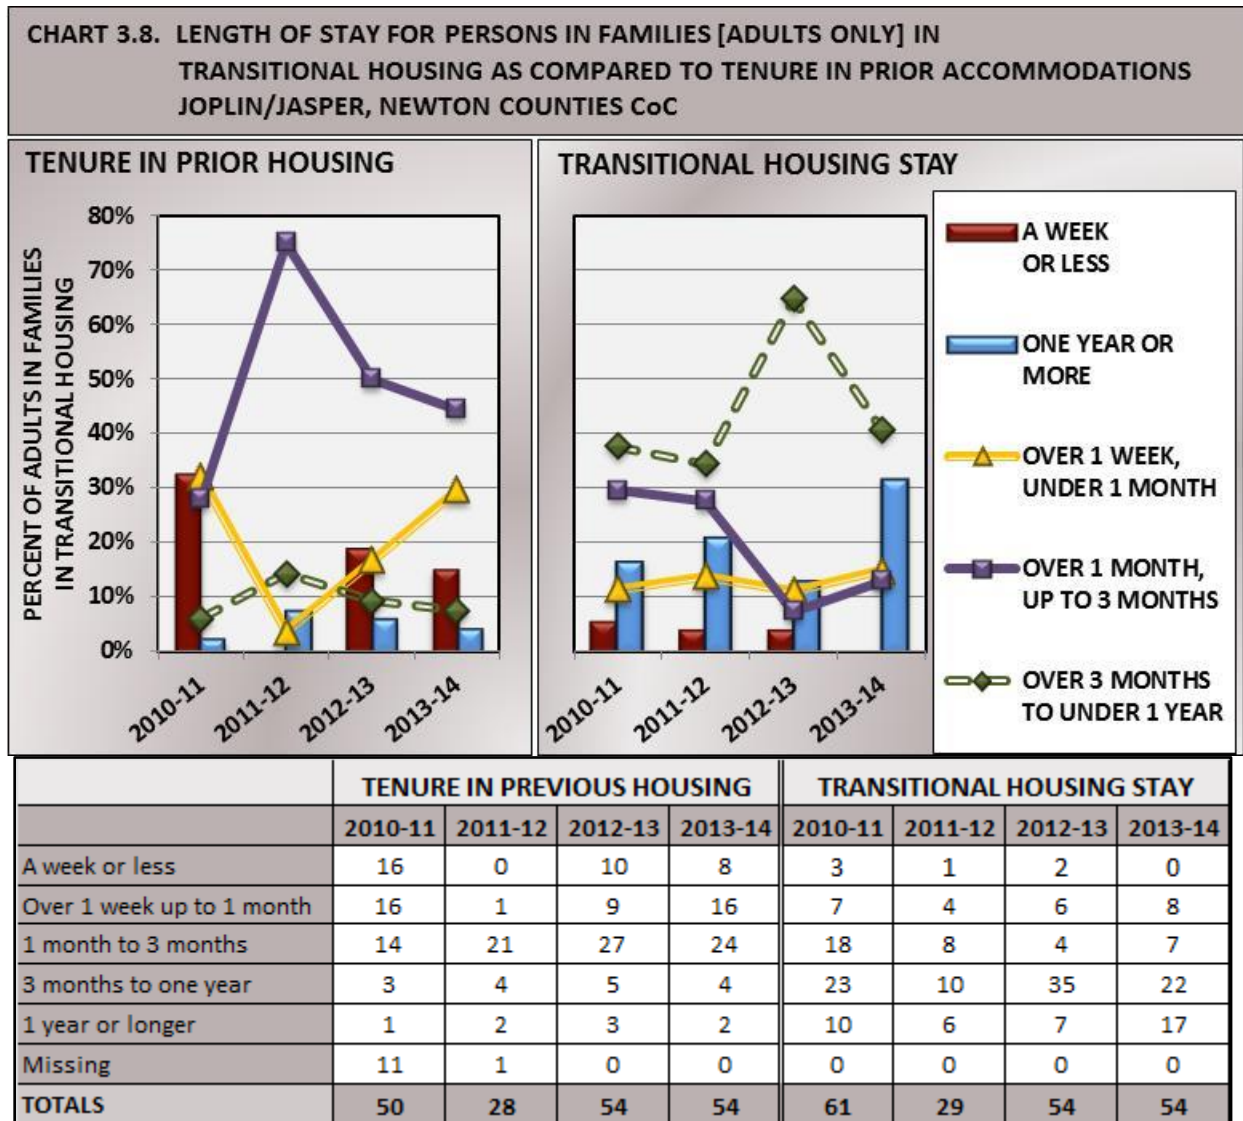 CHART 3.8. LENGTH OF STAY FOR PERSONS IN FAMILIES [ADULTS ONLY] IN
TRANSITIONAL HOUSING AS COMPARED TO TENURE IN PRIOR ACCOMMODATIONS
JOPLIN/JASPER, NEWTON COUNTIES CoC
TENURE IN PRIOR HOUSING
PERCENT OF ADULTS IN FAMILIES
IN TRANSITIONAL HOUSING
80%
70%
60%
50%
40%
30%
20%
10%
0%
2010-11 2011-12 2012-13 2013-14
TRANSITIONAL HOUSING STAY
2010-11 2011-12 2012-13 2013-14
A WEEK
OR LESS
ONE YEAR OR
MORE
OVER 1 WEEK,
UNDER 1 MONTH
OVER 1 MONTH,
UP TO 3 MONTHS
OVER 3 MONTHS
TO UNDER 1 YEAR
TENURE IN PREVIOUS HOUSING TRANSITIONAL HOUSING STAY
2010-11 2011-12 2012-13 2013-14 2010-11 2011-12 2012-13 2013-14
A week or less 16 0 10 8 3 1 2 0
Over 1 week up to 1 month 16 1 9 16 7 4 6 8
1 month to 3 months 14 21 27 24 18 8 4 7
3 months to one year 3 4 5 4 23 10 35 22
1 year or longer 1 2 3 2 10 6 7 17
Missing 11 1 0 0 0 0 0 0
TOTALS 50 28 54 54 61 29 54 54